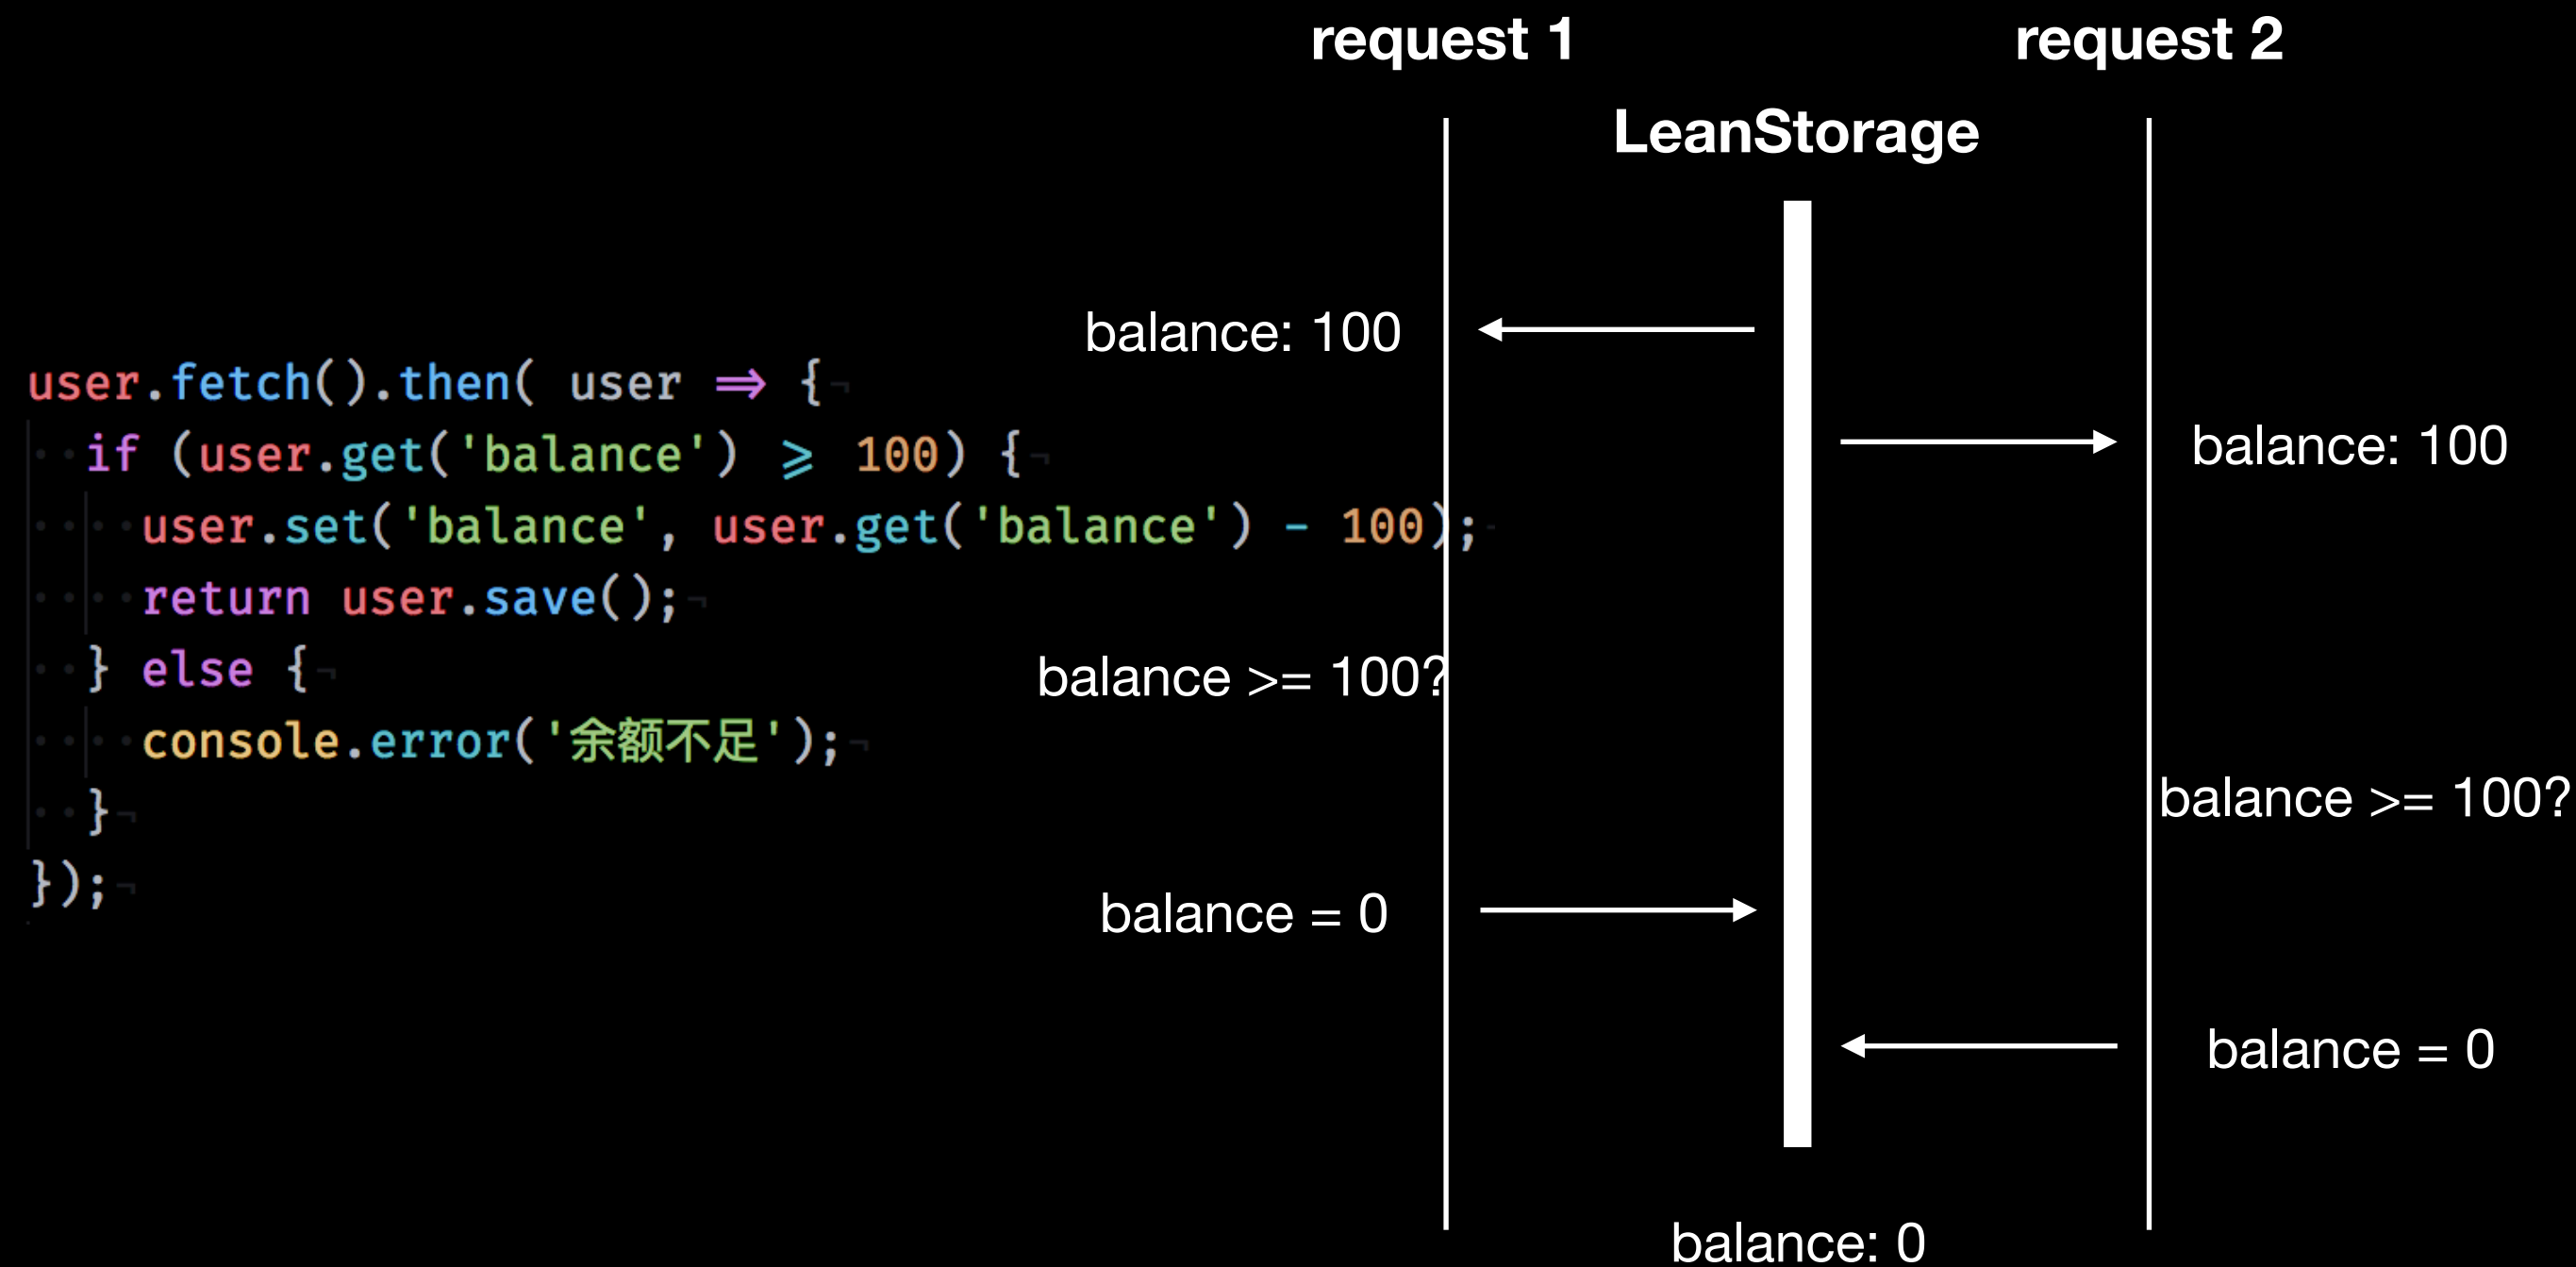 request 1
request 2
LeanStorage
balance: 100
user.fetch().then( user => {
balance: 100
if (user.get('balance') >= 100) {
user.set('balance', user.get('balance') - 100);
return user.save();
} else {
balance >= 100?
console.error('余额不足');
balance >= 100?
}
});
balance = 0
balance = 0
balance: 0